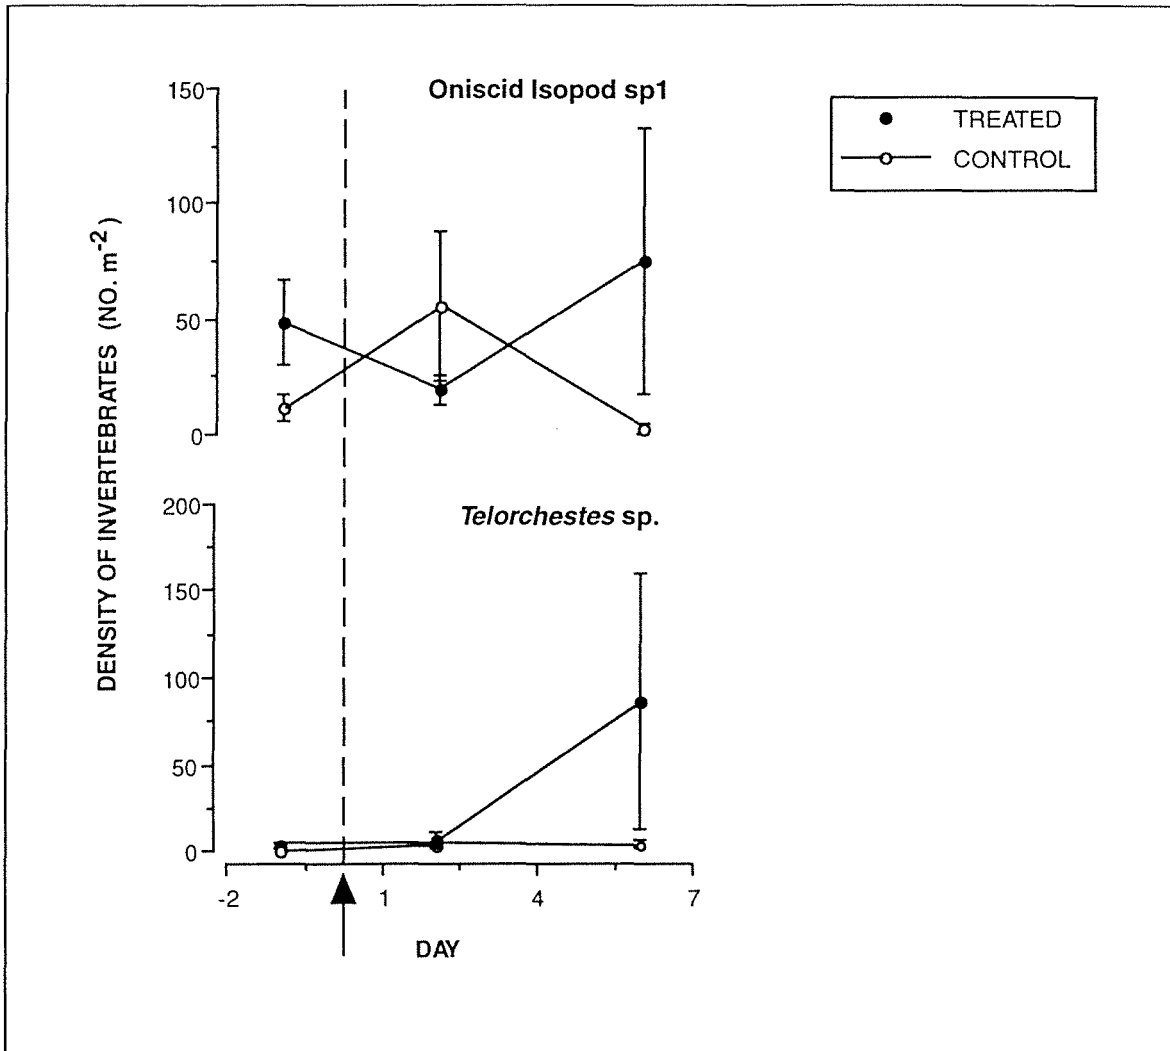 Oniscid Isopod sp1
TREATED
CONTROL
150
100
50
0
DENSITY OF INVERTEBRATES (NO. m-2)
Telorchestes sp.
200
150
100
50
0
-2 1 4 7
DAY